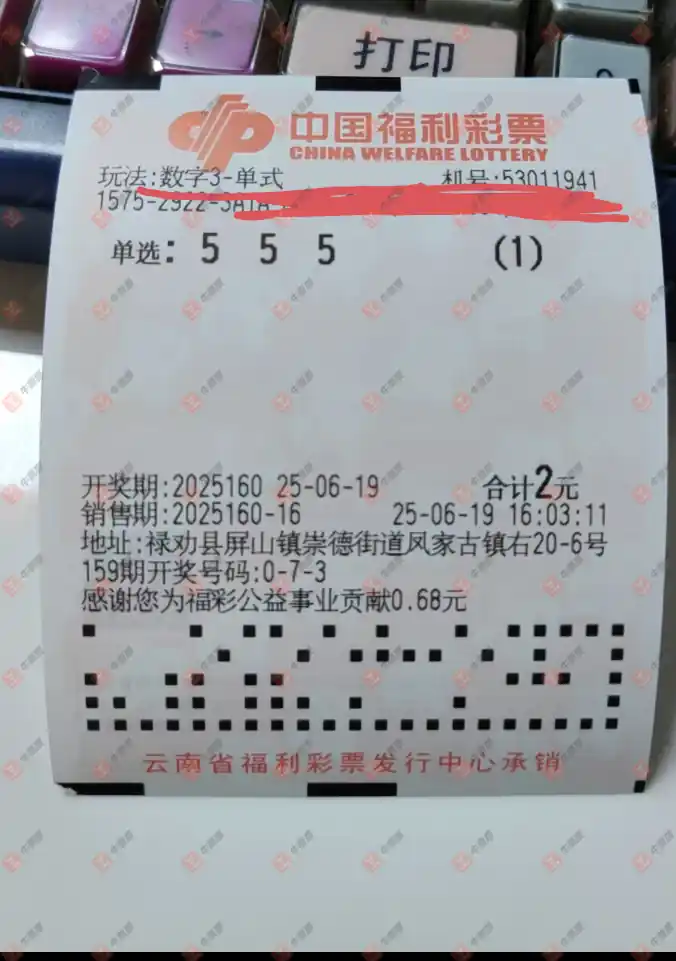 打印
中国福利彩票
CHINA WELFARE LOTTERY
玩法:数字3-单式 机号:53011941
1575-2922-
单选: 5 5 5 (1)
开奖期:2025160 25-06-19 合计2元
销售期:2025160-16 25-06-19 16:03:11
地址:禄劝县屏山镇崇德街道凤家古镇右20-6号
159期开奖号码:0-7-3
感谢您为福彩公益事业贡献0.68元
云南省福利彩票发行中心承销